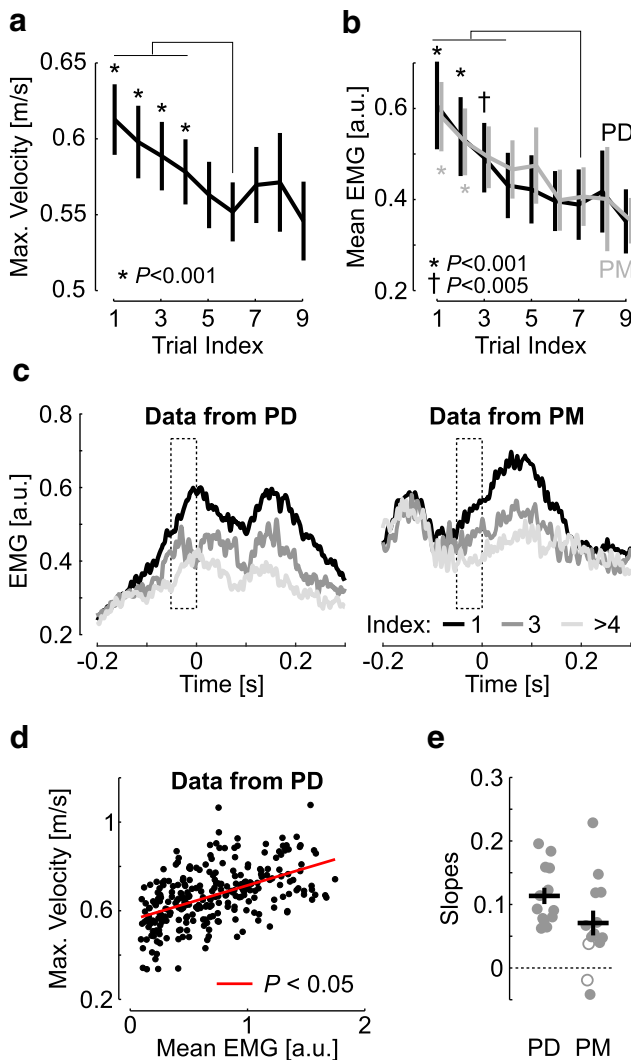 a
0.65
0.6
0.55
0.5
Max. Velocity [m/s]
*
*
*
*
* P<0.001
1 3 5 7 9
Trial Index
b
0.6
0.4
0.2
Mean EMG [a.u.]
*
*
†
*
*
PD
PM
* P<0.001
† P<0.005
1 3 5 7 9
Trial Index
c
Data from PD
0.8
0.6
0.4
0.2
EMG [a.u.]
-0.2 0 0.2
Time [s]
Data from PM
Index: 1 3 >4
-0.2 0 0.2
Time [s]
d
Data from PD
1
0.6
0.2
Max. Velocity [m/s]
P < 0.05
0 1 2
Mean EMG [a.u.]
e
0.3
0.2
0.1
0
Slopes
PD PM